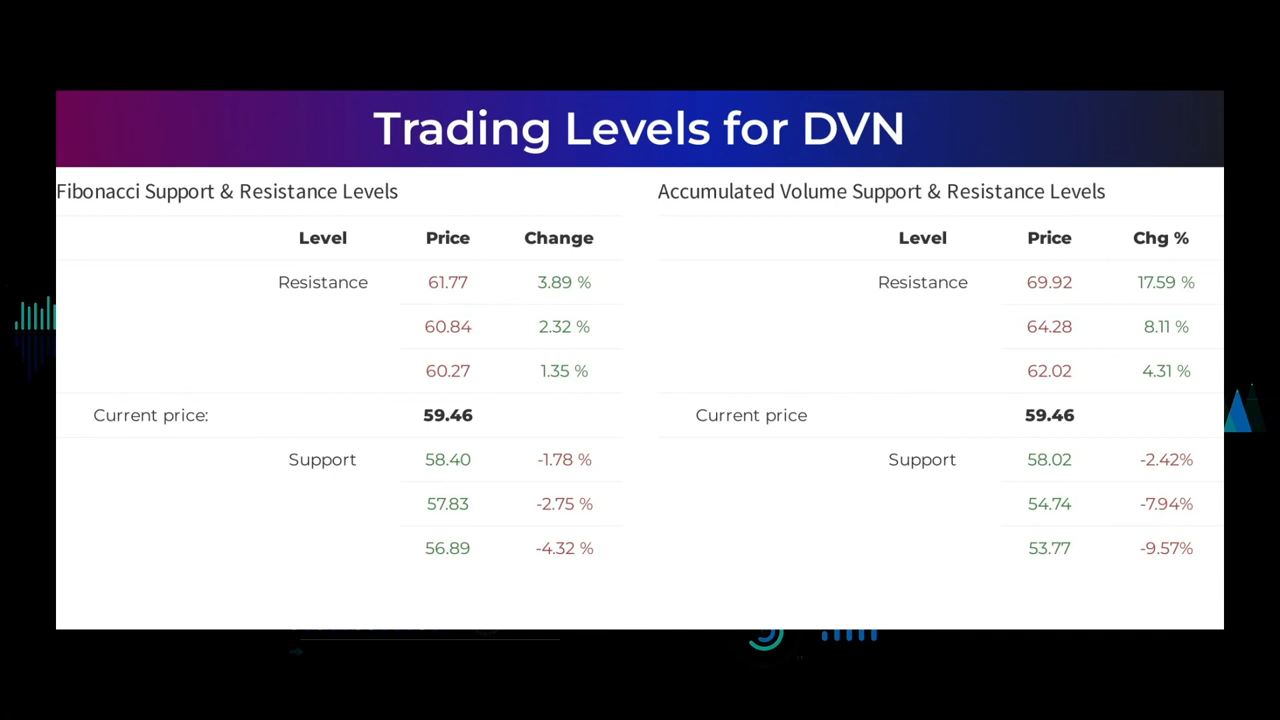 Trading Levels for DVN
Fibonacci Support & Resistance Levels
Level Price Change
Resistance 61.77 3.89 %
60.84 2.32 %
60.27 1.35 %
Current price: 59.46
Support 58.40 -1.78 %
57.83 -2.75 %
56.89 -4.32 %
Accumulated Volume Support & Resistance Levels
Level Price Chg %
Resistance 69.92 17.59 %
64.28 8.11 %
62.02 4.31 %
Current price 59.46
Support 58.02 -2.42%
54.74 -7.94%
53.77 -9.57%